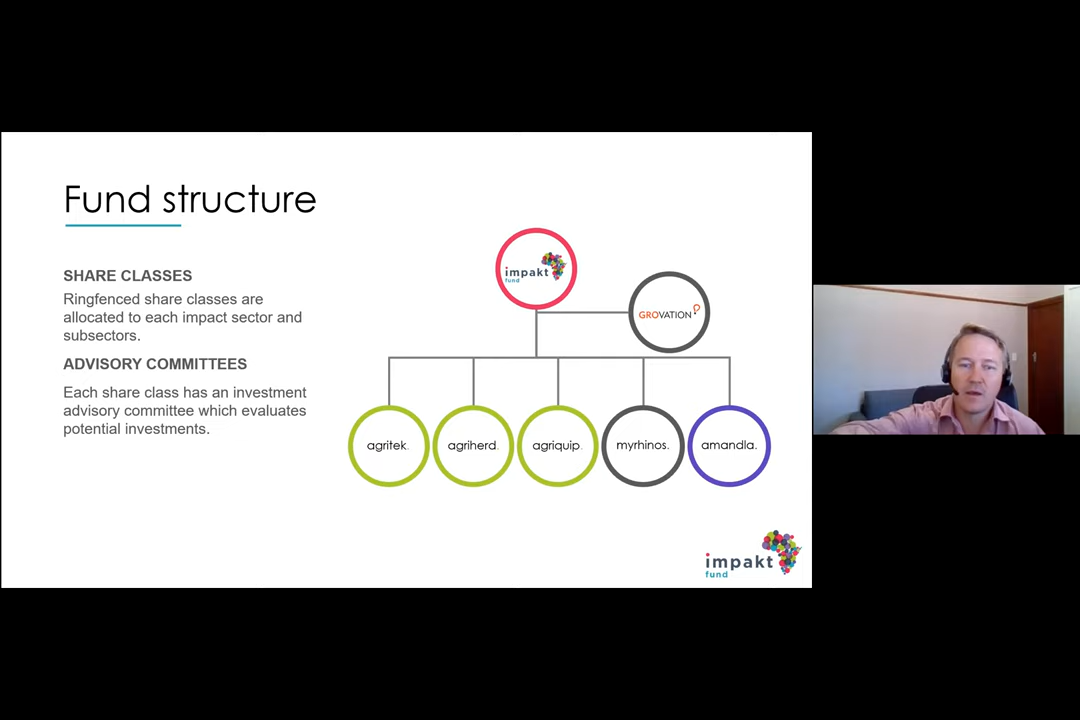 Fund structure
SHARE CLASSES
Ringfenced share classes are
allocated to each impact sector and
subsectors.
ADVISORY COMMITTEES
Each share class has an investment
advisory committee which evaluates
potential investments.
impakt
fund
GROVATION
agritek.
agriherd.
agriquip.
myrhinos.
amandla.
impakt
fund